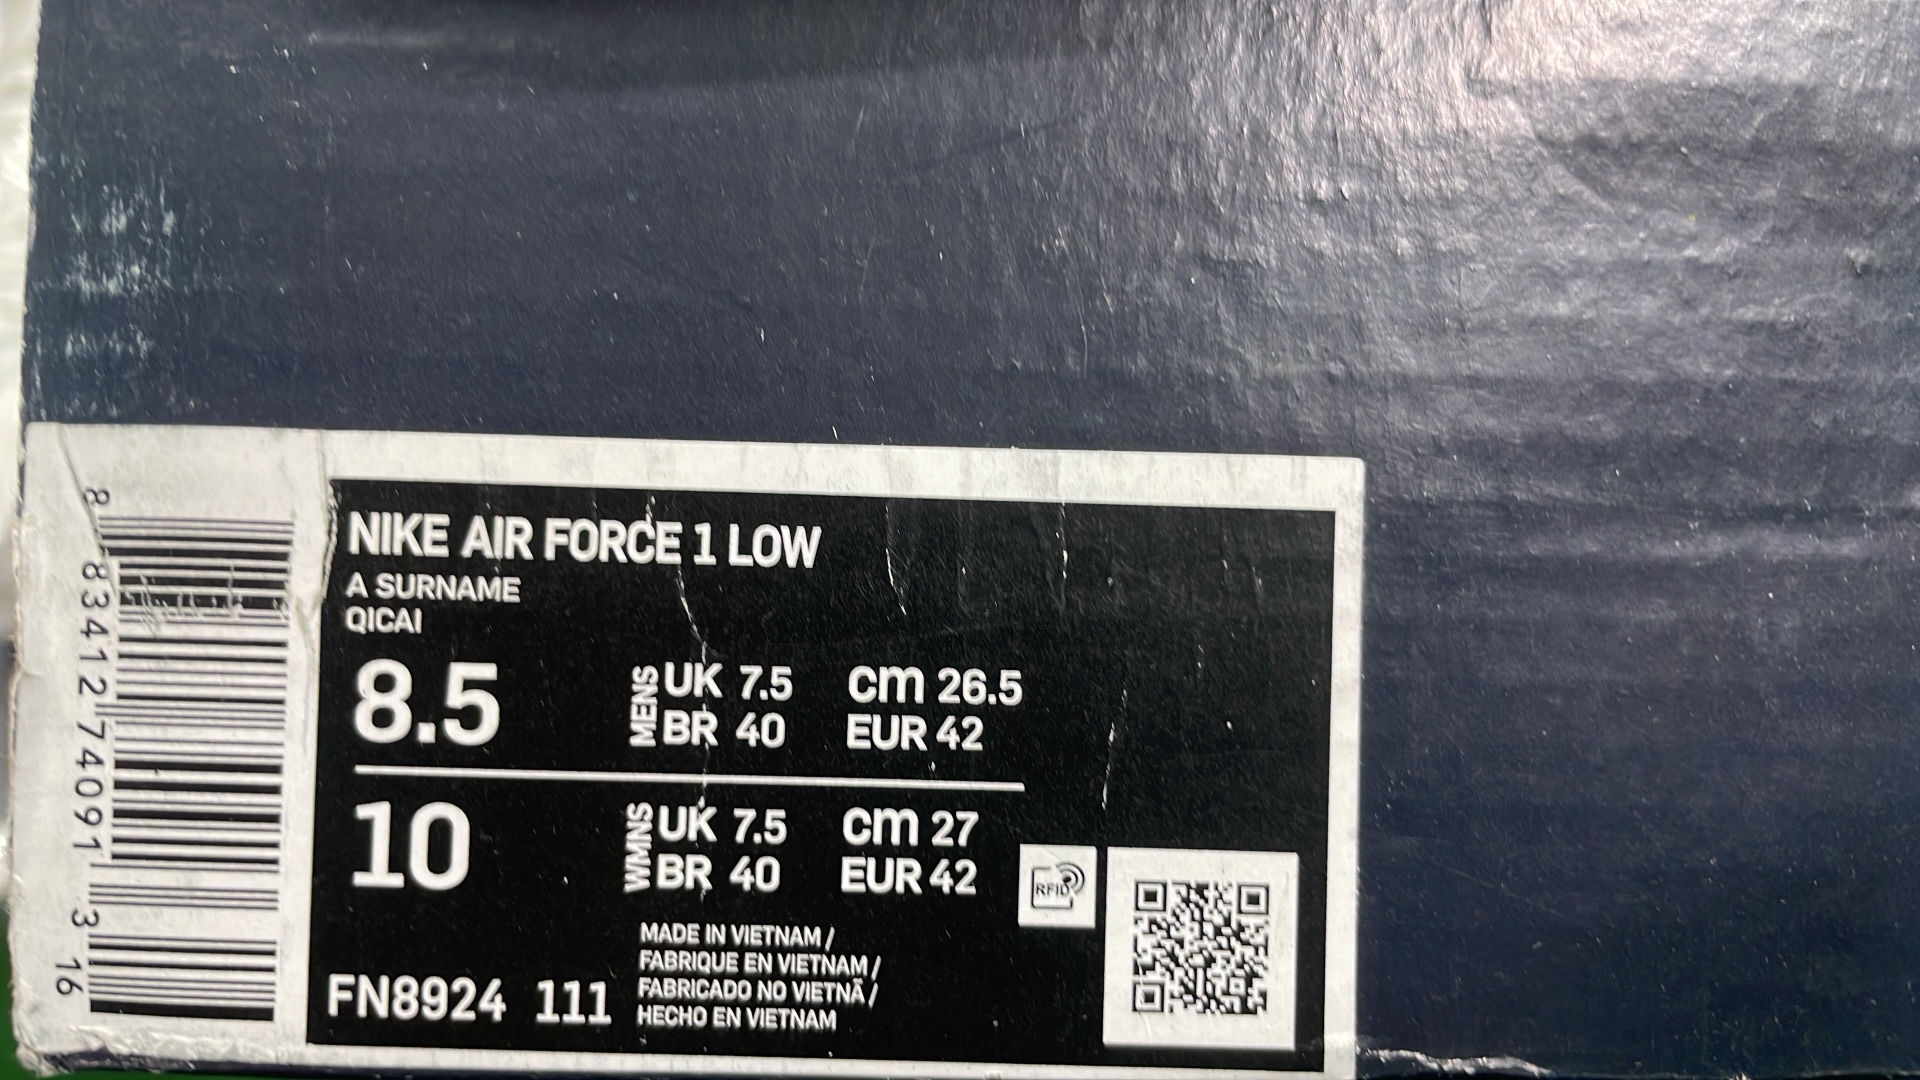 NIKE AIR FORCE 1 LOW
A SURNAME
QICAI
8.5
MENS
UK 7.5 cm 26.5
BR 40 EUR 42
10
WMNS
UK 7.5 cm 27
BR 40 EUR 42
RFID
MADE IN VIETNAM /
FABRIQUE EN VIETNAM /
FABRICADO NO VIETNÃ /
HECHO EN VIETNAM
FN8924 111
8 83412 74091 3 16